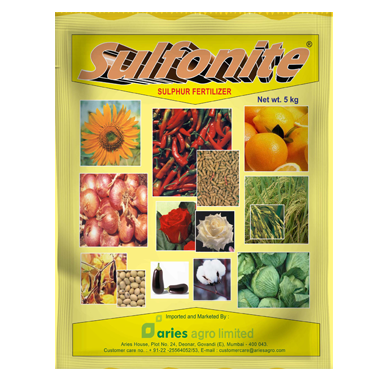 Sulfonite®
SULPHUR FERTILIZER
Net wt. 5 kg
Imported and Marketed By :
aries agro limited
Aries House, Plot No. 24, Deonar, Govandi (E), Mumbai - 400 043.
Customer care no.. + 91-22 -25564052/53, E-mail : customercare@ariesagro.com